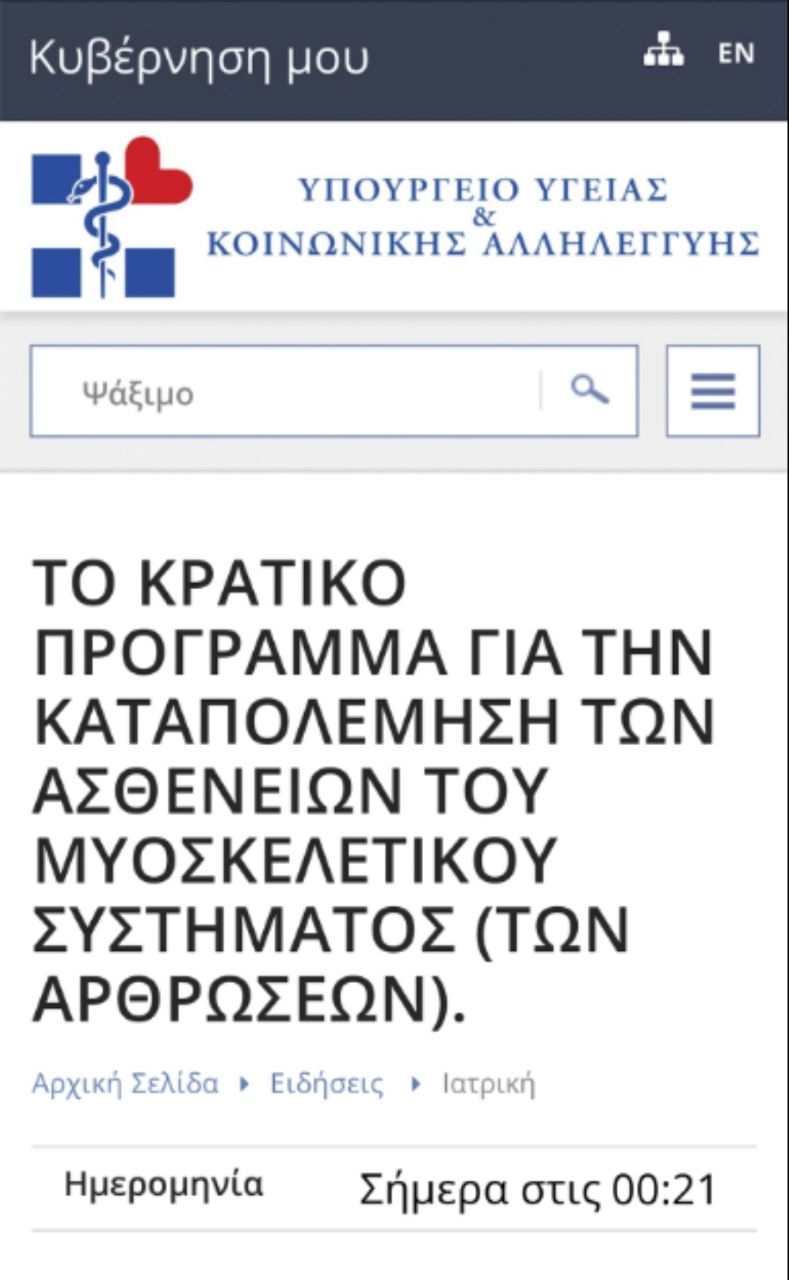 Κυβέρνηση μου
EN
ΥΠΟΥΡΓΕΙΟ ΥΓΕΙΑΣ
&
ΚΟΙΝΩΝΙΚΗΣ ΑΛΛΗΛΕΓΓΥΗΣ
Ψάξιμο
ΤΟ ΚΡΑΤΙΚΟ
ΠΡΟΓΡΑΜΜΑ ΓΙΑ ΤΗΝ
ΚΑΤΑΠΟΛΕΜΗΣΗ ΤΩΝ
ΑΣΘΕΝΕΙΩΝ ΤΟΥ
ΜΥΟΣΚΕΛΕΤΙΚΟΥ
ΣΥΣΤΗΜΑΤΟΣ (ΤΩΝ
ΑΡΘΡΩΣΕΩΝ).
Αρχική Σελίδα Ειδήσεις Ιατρική
Ημερομηνία Σήμερα στις 00:21